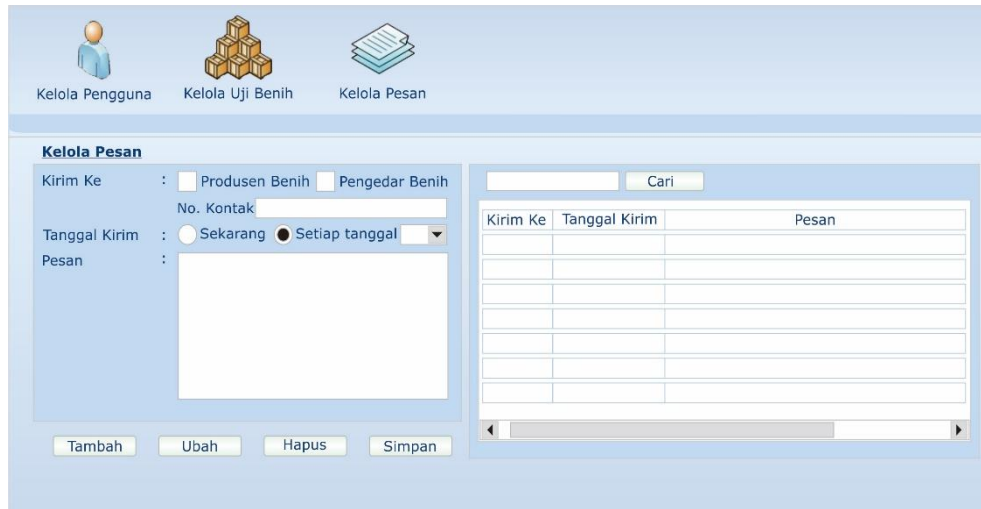 Kelola Pengguna Kelola Uji Benih Kelola Pesan
Kelola Pesan
Kirim Ke : Produsen Benih Pengedar Benih
No. Kontak
Tanggal Kirim : Sekarang Setiap tanggal
Pesan :
Tambah Ubah Hapus Simpan
Cari
Kirim Ke Tanggal Kirim Pesan